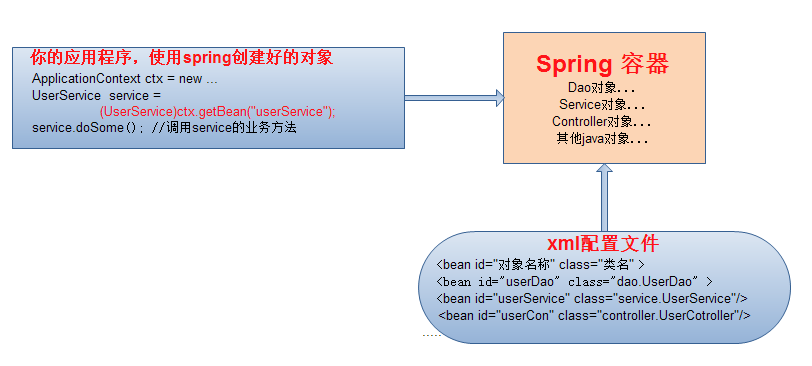 你的应用程序，使用spring创建好的对象
ApplicationContext ctx = new ...
UserService service =
(UserService)ctx.getBean("userService");
service.doSome(); //调用service的业务方法
Spring 容器
Dao对象...
Service对象...
Controller对象...
其他java对象...
xml配置文件
<bean id="对象名称" class="类名" >
<bean id="userDao" class="dao.UserDao" >
<bean id="userService" class="service.UserService"/>
<bean id="userCon" class="controller.UserCotroller"/>